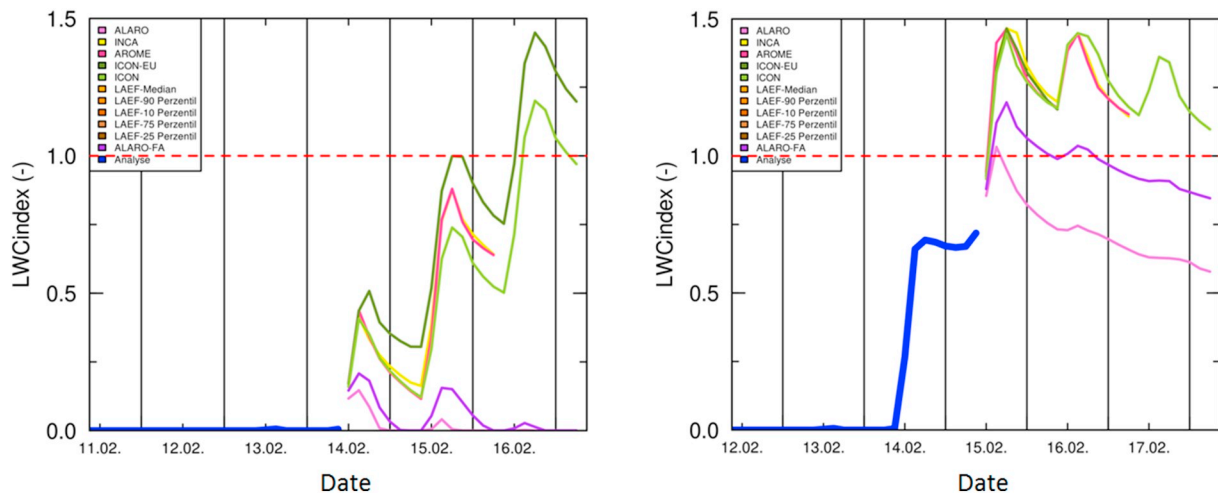 1.5
1.0
0.5
0.0
LWCindex (-)
ALARO
INCA
AROME
ICON-EU
ICON
LAEF-Median
LAEF-90 Perzentil
LAEF-10 Perzentil
LAEF-75 Perzentil
LAEF-25 Perzentil
ALARO-FA
Analyse
11.02. 12.02. 13.02. 14.02. 15.02. 16.02.
Date
1.5
1.0
0.5
0.0
LWCindex (-)
ALARO
INCA
AROME
ICON-EU
ICON
LAEF-Median
LAEF-90 Perzentil
LAEF-10 Perzentil
LAEF-75 Perzentil
LAEF-25 Perzentil
ALARO-FA
Analyse
12.02. 13.02. 14.02. 15.02. 16.02. 17.02.
Date